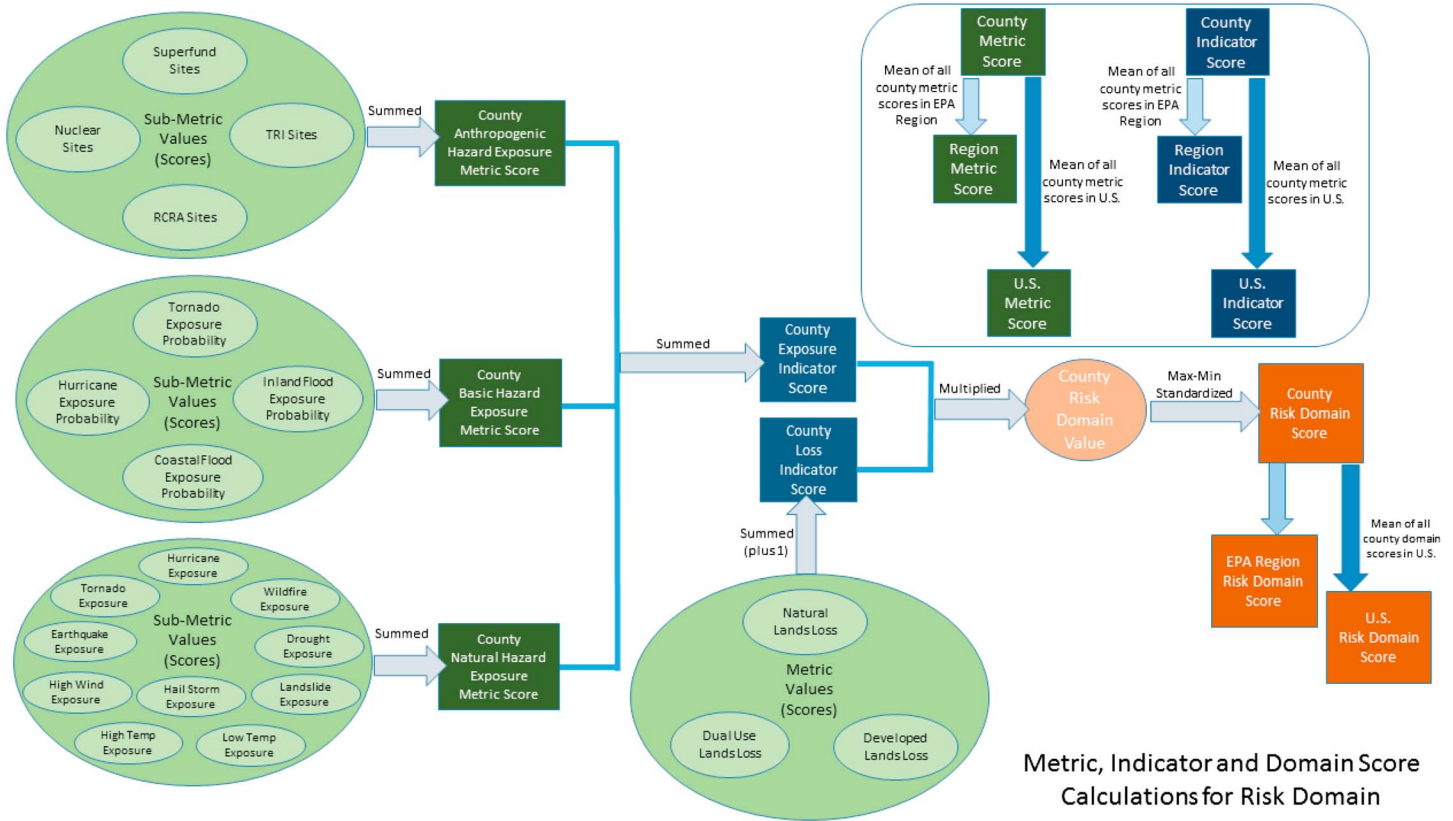 Superfund
Sites
Nuclear
Sites
Sub-Metric
Values
(Scores)
TRI Sites
RCRA Sites
Summed
County
Anthropogenic
Hazard Exposure
Metric Score
Tornado
Exposure
Probability
Hurricane
Exposure
Probability
Sub-Metric
Values
(Scores)
Inland Flood
Exposure
Probability
Coastal Flood
Exposure
Probability
Summed
County
Basic Hazard
Exposure
Metric Score
Hurricane
Exposure
Tornado
Exposure
Wildfire
Exposure
Sub-Metric
Values
(Scores)
Earthquake
Exposure
Drought
Exposure
High Wind
Exposure
Hail Storm
Exposure
Landslide
Exposure
High Temp
Exposure
Low Temp
Exposure
Summed
County
Natural Hazard
Exposure
Metric Score
Summed
County
Exposure
Indicator
Score
County
Loss
Indicator
Score
Summed
(plus 1)
Natural
Lands Loss
Metric
Values
(Scores)
Dual Use
Lands Loss
Developed
Lands Loss
Multiplied
County
Risk
Domain
Value
Max-Min
Standardized
County
Risk Domain
Score
EPA Region
Risk Domain
Score
Mean of all
county domain
scores in U.S.
U.S.
Risk Domain
Score
County
Metric
Score
Mean of all
county metric
scores in EPA
Region
Region
Metric
Score
Mean of all
county metric
scores in U.S.
U.S.
Metric
Score
County
Indicator
Score
Mean of all
county metric
scores in EPA
Region
Region
Indicator
Score
Mean of all
county metric
scores in U.S.
U.S.
Indicator
Score
Metric, Indicator and Domain Score
Calculations for Risk Domain